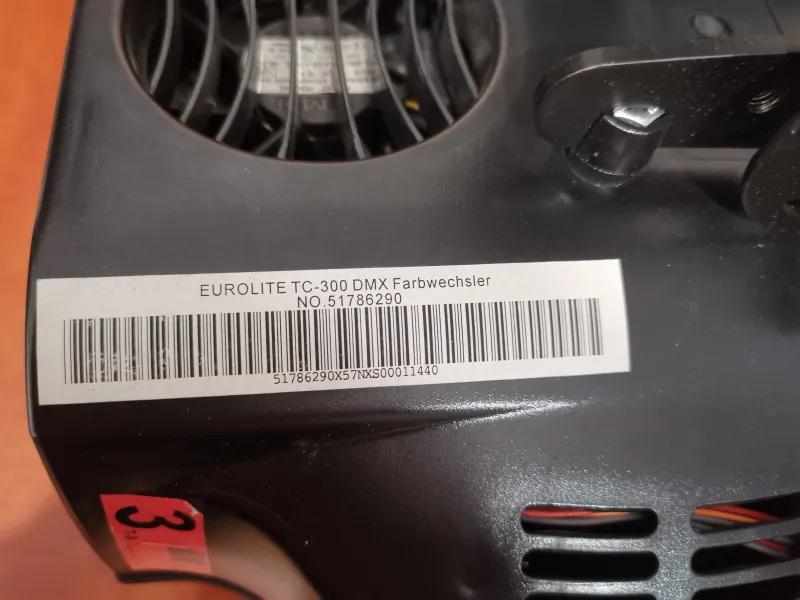 EUROLITE TC-300 DMX Farbwechsler
NO.51786290
51786290X57NXS00011440
3